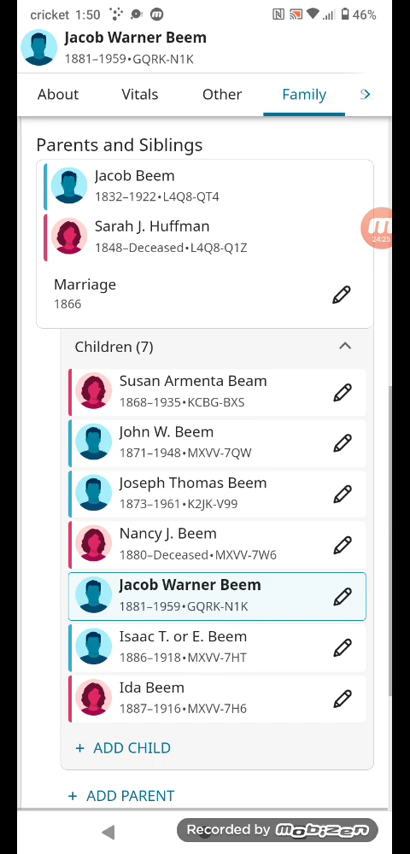 cricket 1:50 46%
Jacob Warner Beem
1881–1959•GQRK-N1K
About Vitals Other Family S
Parents and Siblings
Jacob Beem
1832–1922•L4Q8-QT4
Sarah J. Huffman
1848–Deceased•L4Q8-Q1Z
24:25
Marriage
1866
Children (7)
Susan Armenta Beam
1868–1935•KCBG-BXS
John W. Beem
1871–1948•MXVV-7QW
Joseph Thomas Beem
1873–1961•K2JK-V99
Nancy J. Beem
1880–Deceased•MXVV-7W6
Jacob Warner Beem
1881–1959•GQRK-N1K
Isaac T. or E. Beem
1886–1918•MXVV-7HT
Ida Beem
1887–1916•MXVV-7H6
+ ADD CHILD
+ ADD PARENT
Recorded by mobizen